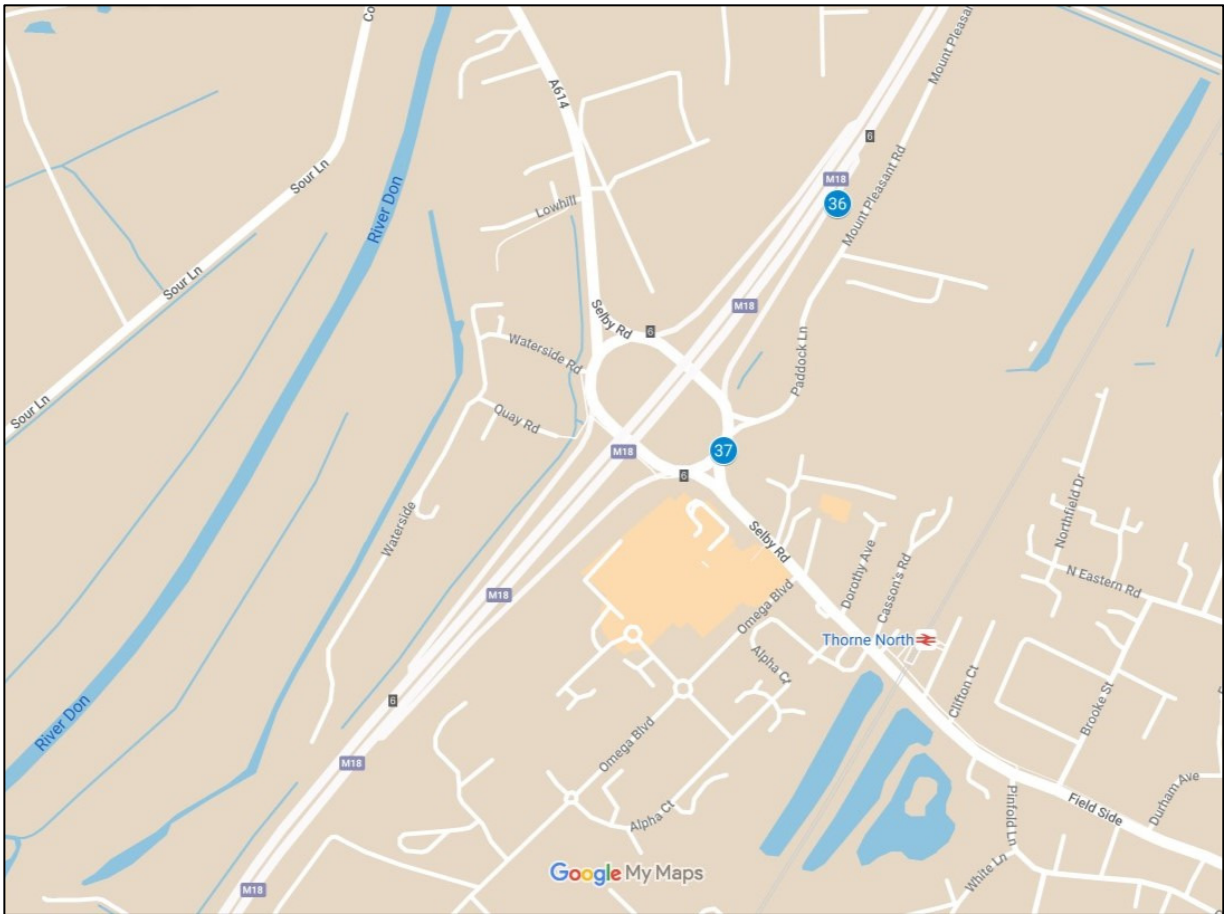 Co
Mount Pleasan
A614
6
M18
Sour Ln
36
River Don
Mount Pleasant Rd
Lowhill
Sour Ln
M18
Selby Rd
6
Waterside Rd
Paddock Ln
Sour Ln
Quay Rd
37
M18
6
Northfield Dr
Selby Rd
Waterside
Dorothy Ave
Casson's Rd
N Eastern Rd
M18
Omega Blvd
Thorne North
Alpha Ct
Clifton Ct
6
River Don
Brooke St
Omega Blvd
M18
Durham Ave
Pinfold Ln
Field Side
Alpha Ct
White Ln
Google My Maps
M18